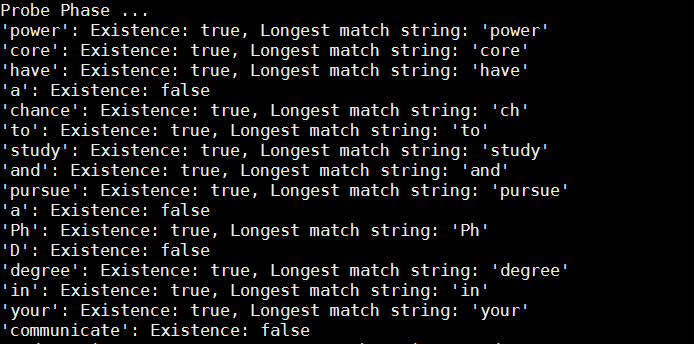 Probe Phase ...
'power': Existence: true, Longest match string: 'power'
'core': Existence: true, Longest match string: 'core'
'have': Existence: true, Longest match string: 'have'
'a': Existence: false
'chance': Existence: true, Longest match string: 'ch'
'to': Existence: true, Longest match string: 'to'
'study': Existence: true, Longest match string: 'study'
'and': Existence: true, Longest match string: 'and'
'pursue': Existence: true, Longest match string: 'pursue'
'a': Existence: false
'Ph': Existence: true, Longest match string: 'Ph'
'D': Existence: false
'degree': Existence: true, Longest match string: 'degree'
'in': Existence: true, Longest match string: 'in'
'your': Existence: true, Longest match string: 'your'
'communicate': Existence: false